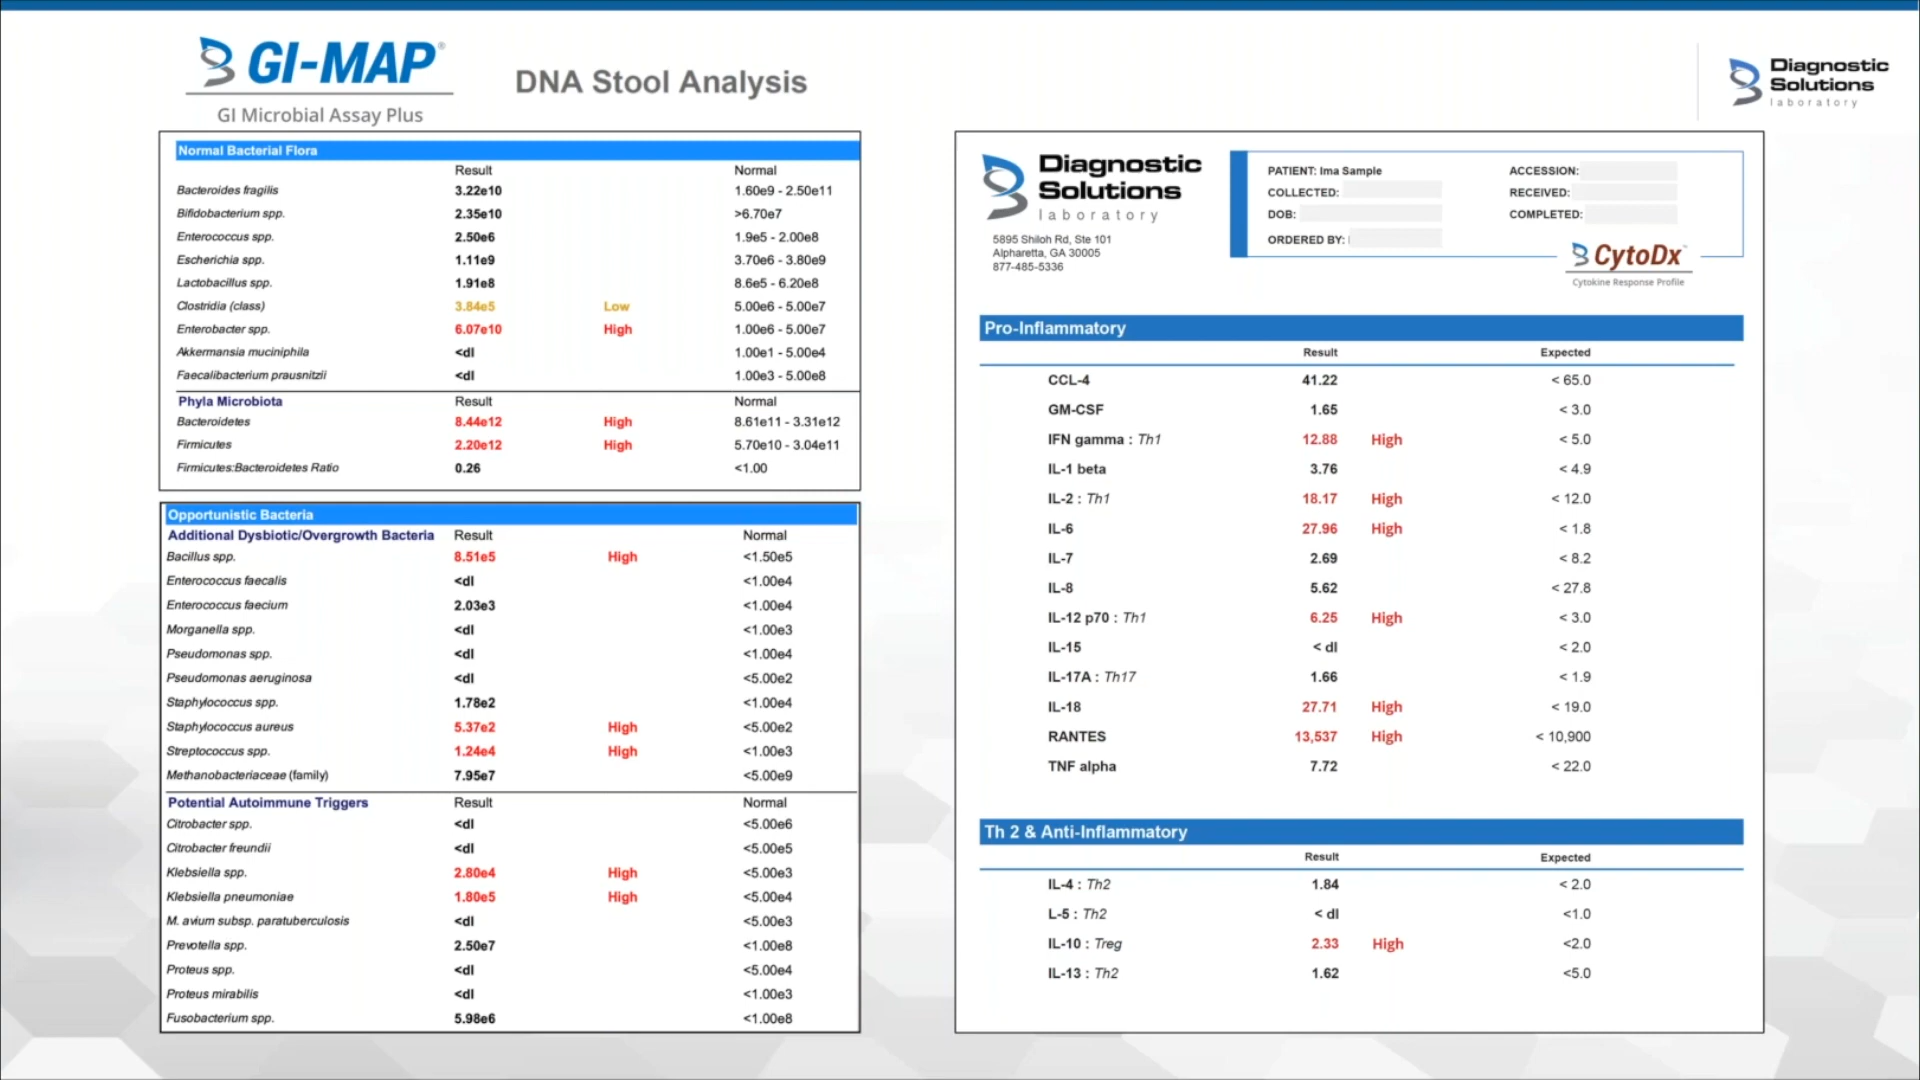 GI-MAP®
GI Microbial Assay Plus
DNA Stool Analysis
Diagnostic
Solutions
laboratory
Normal Bacterial Flora
Result Normal
Bacteroides fragilis 3.22e10 1.60e9 - 2.50e11
Bifidobacterium spp. 2.35e10 >6.70e7
Enterococcus spp. 2.50e6 1.9e5 - 2.00e8
Escherichia spp. 1.11e9 3.70e6 - 3.80e9
Lactobacillus spp. 1.91e8 8.6e5 - 6.20e8
Clostridia (class) 3.84e5 Low 5.00e6 - 5.00e7
Enterobacter spp. 6.07e10 High 1.00e6 - 5.00e7
Akkermansia muciniphila <dl 1.00e1 - 5.00e4
Faecalibacterium prausnitzii <dl 1.00e3 - 5.00e8
Phyla Microbiota Result Normal
Bacteroidetes 8.44e12 High 8.61e11 - 3.31e12
Firmicutes 2.20e12 High 5.70e10 - 3.04e11
Firmicutes:Bacteroidetes Ratio 0.26 <1.00
Opportunistic Bacteria
Additional Dysbiotic/Overgrowth Bacteria Result Normal
Bacillus spp. 8.51e5 High <1.50e5
Enterococcus faecalis <dl <1.00e4
Enterococcus faecium 2.03e3 <1.00e4
Morganella spp. <dl <1.00e3
Pseudomonas spp. <dl <1.00e4
Pseudomonas aeruginosa <dl <5.00e2
Staphylococcus spp. 1.78e2 <1.00e4
Staphylococcus aureus 5.37e2 High <5.00e2
Streptococcus spp. 1.24e4 High <1.00e3
Methanobacteriaceae (family) 7.95e7 <5.00e9
Potential Autoimmune Triggers Result Normal
Citrobacter spp. <dl <5.00e6
Citrobacter freundii <dl <5.00e5
Klebsiella spp. 2.80e4 High <5.00e3
Klebsiella pneumoniae 1.80e5 High <5.00e4
M. avium subsp. paratuberculosis <dl <5.00e3
Prevotella spp. 2.50e7 <1.00e8
Proteus spp. <dl <5.00e4
Proteus mirabilis <dl <1.00e3
Fusobacterium spp. 5.98e6 <1.00e8
Diagnostic
Solutions
laboratory
5895 Shiloh Rd, Ste 101
Alpharetta, GA 30005
877-485-5336
PATIENT: Ima Sample ACCESSION:
COLLECTED: RECEIVED:
DOB: COMPLETED:
ORDERED BY:
CytoDx™
Cytokine Response Profile
Pro-Inflammatory
Result Expected
CCL-4 41.22 < 65.0
GM-CSF 1.65 < 3.0
IFN gamma : Th1 12.88 High < 5.0
IL-1 beta 3.76 < 4.9
IL-2 : Th1 18.17 High < 12.0
IL-6 27.96 High < 1.8
IL-7 2.69 < 8.2
IL-8 5.62 < 27.8
IL-12 p70 : Th1 6.25 High < 3.0
IL-15 < dl < 2.0
IL-17A : Th17 1.66 < 1.9
IL-18 27.71 High < 19.0
RANTES 13,537 High < 10,900
TNF alpha 7.72 < 22.0
Th 2 & Anti-Inflammatory
Result Expected
IL-4 : Th2 1.84 < 2.0
L-5 : Th2 < dl <1.0
IL-10 : Treg 2.33 High <2.0
IL-13 : Th2 1.62 <5.0